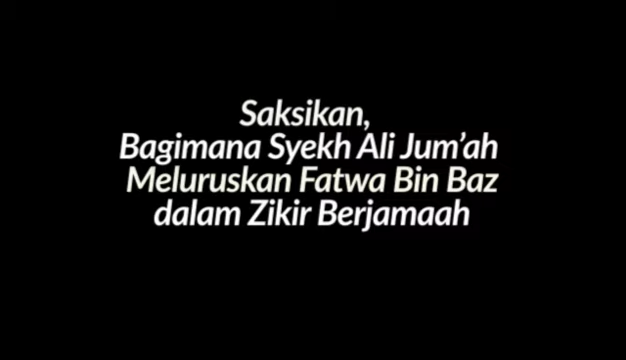 Saksikan,
Bagimana Syekh Ali Jum'ah
Meluruskan Fatwa Bin Baz
dalam Zikir Berjamaah